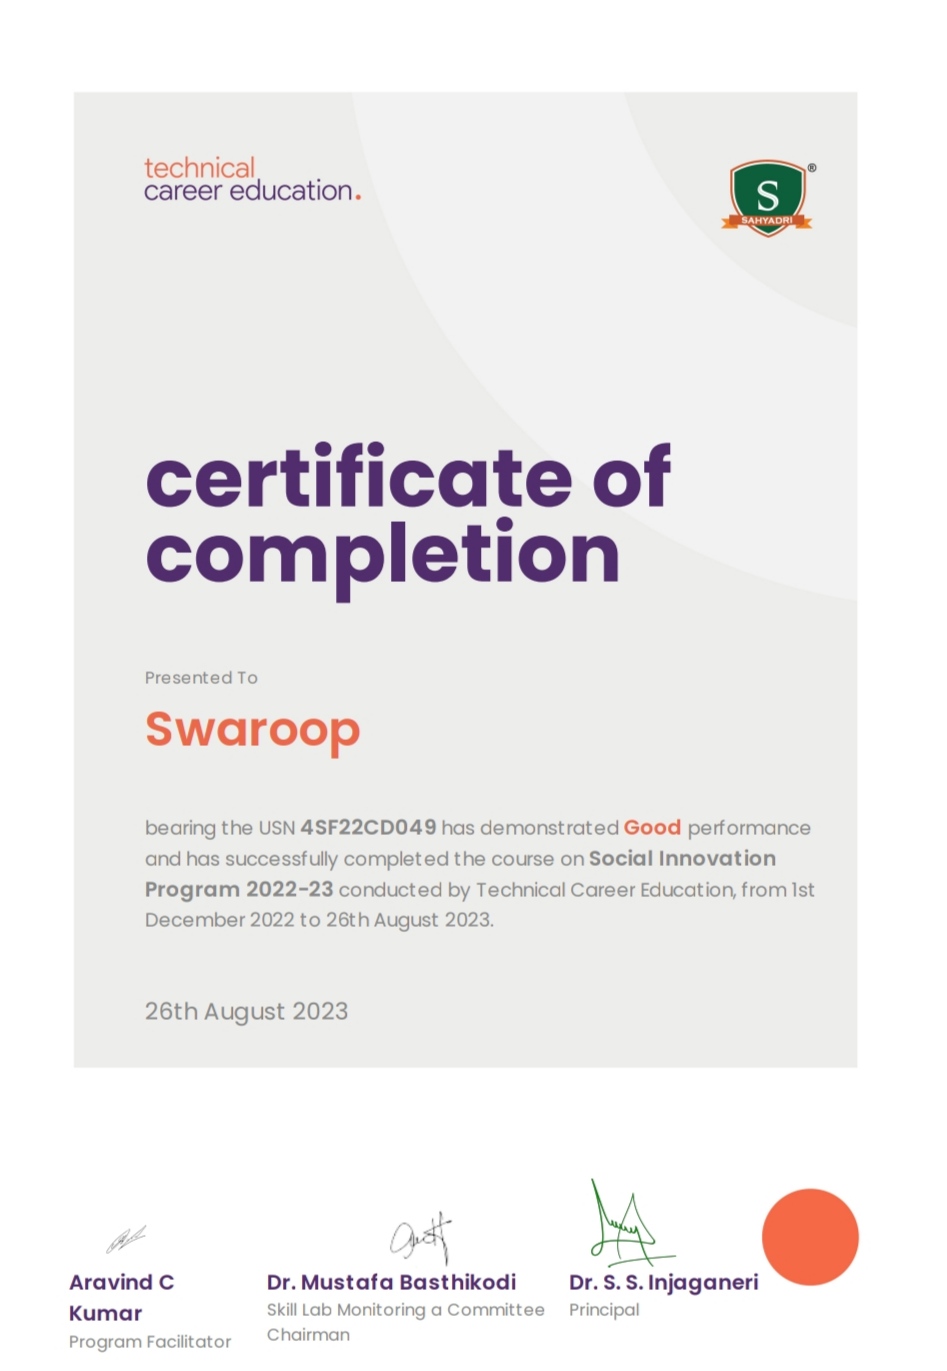 technical
career education.
S
SAHYADRI
®
certificate of
completion
Presented To
Swaroop
bearing the USN 4SF22CD049 has demonstrated Good performance
and has successfully completed the course on Social Innovation
Program 2022-23 conducted by Technical Career Education, from 1st
December 2022 to 26th August 2023.
26th August 2023
Aravind C
Kumar
Program Facilitator
Dr. Mustafa Basthikodi
Skill Lab Monitoring a Committee
Chairman
Dr. S. S. Injaganeri
Principal